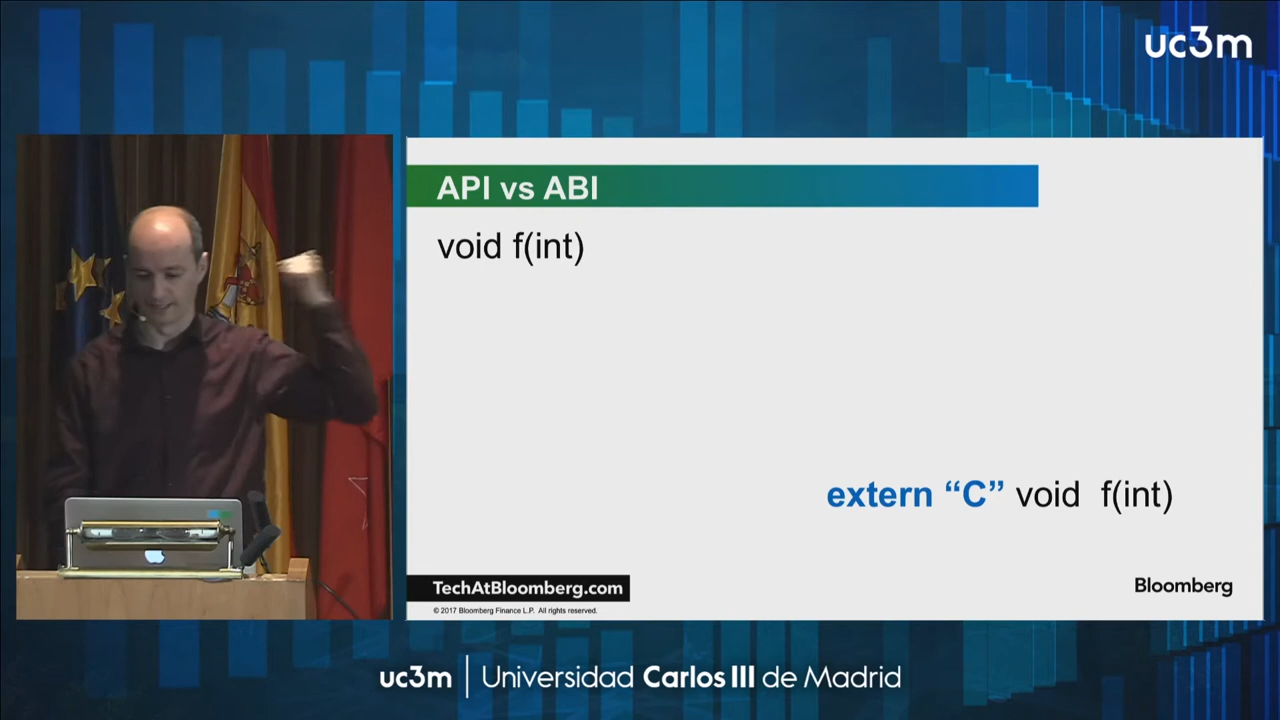 uc3m
API vs ABI
void f(int)
extern “C” void f(int)
TechAtBloomberg.com
Bloomberg
© 2017 Bloomberg Finance L.P. All rights reserved.
uc3m | Universidad Carlos III de Madrid